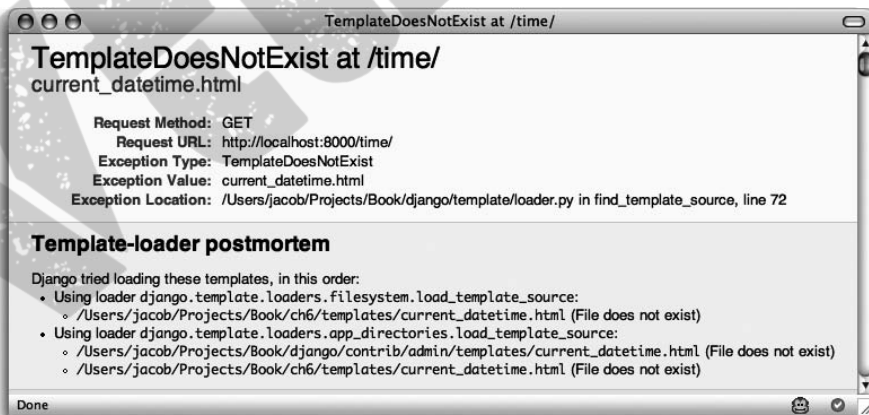 TemplateDoesNotExist at /time/
TemplateDoesNotExist at /time/
current_datetime.html
Request Method: GET
Request URL: http://localhost:8000/time/
Exception Type: TemplateDoesNotExist
Exception Value: current_datetime.html
Exception Location: /Users/jacob/Projects/Book/django/template/loader.py in find_template_source, line 72
Template-loader postmortem
Django tried loading these templates, in this order:
• Using loader django.template.loaders.filesystem.load_template_source:
◦ /Users/jacob/Projects/Book/ch6/templates/current_datetime.html (File does not exist)
• Using loader django.template.loaders.app_directories.load_template_source:
◦ /Users/jacob/Projects/Book/django/contrib/admin/templates/current_datetime.html (File does not exist)
◦ /Users/jacob/Projects/Book/ch6/templates/current_datetime.html (File does not exist)
Done